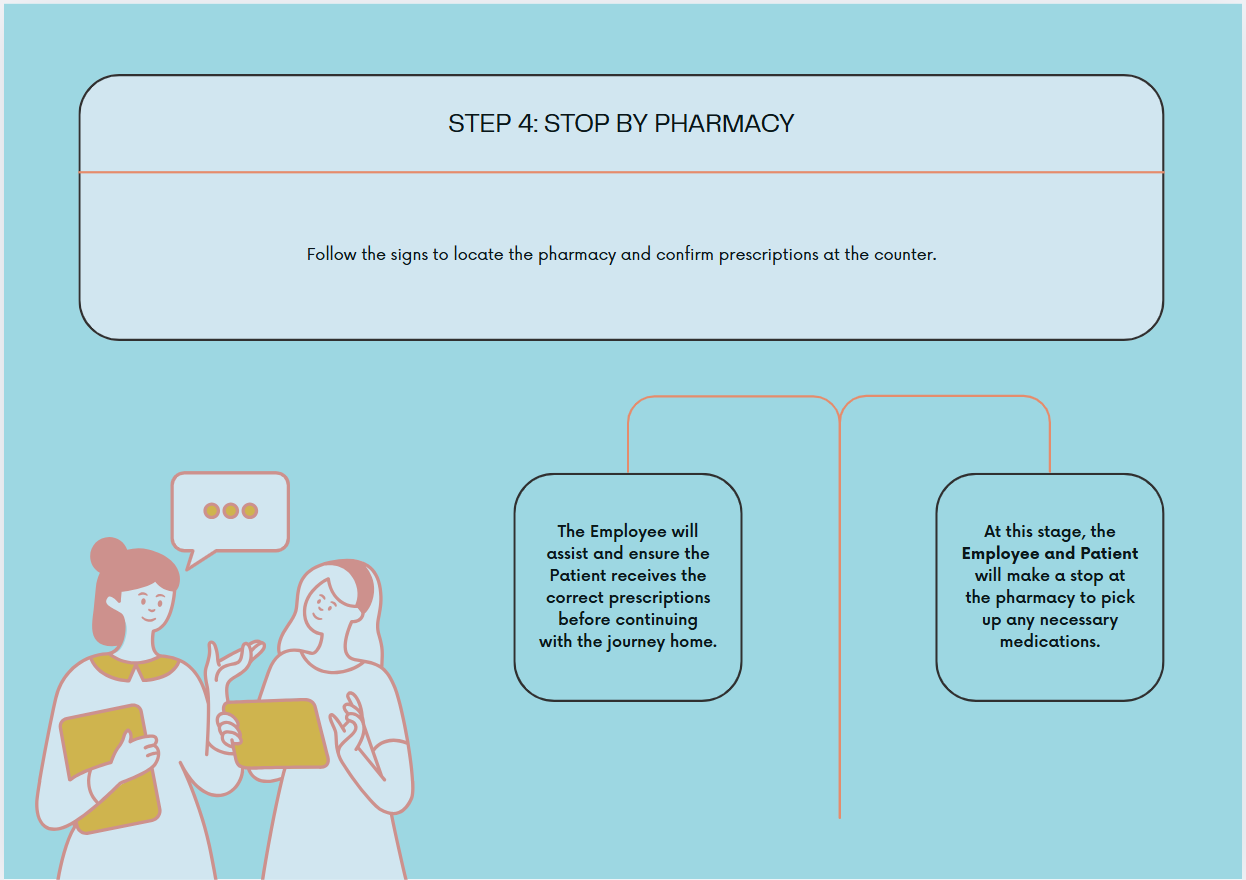 STEP 4: STOP BY PHARMACY
Follow the signs to locate the pharmacy and confirm prescriptions at the counter.
The Employee will
assist and ensure the
Patient receives the
correct prescriptions
before continuing
with the journey home.
At this stage, the
Employee and Patient
will make a stop at
the pharmacy to pick
up any necessary
medications.